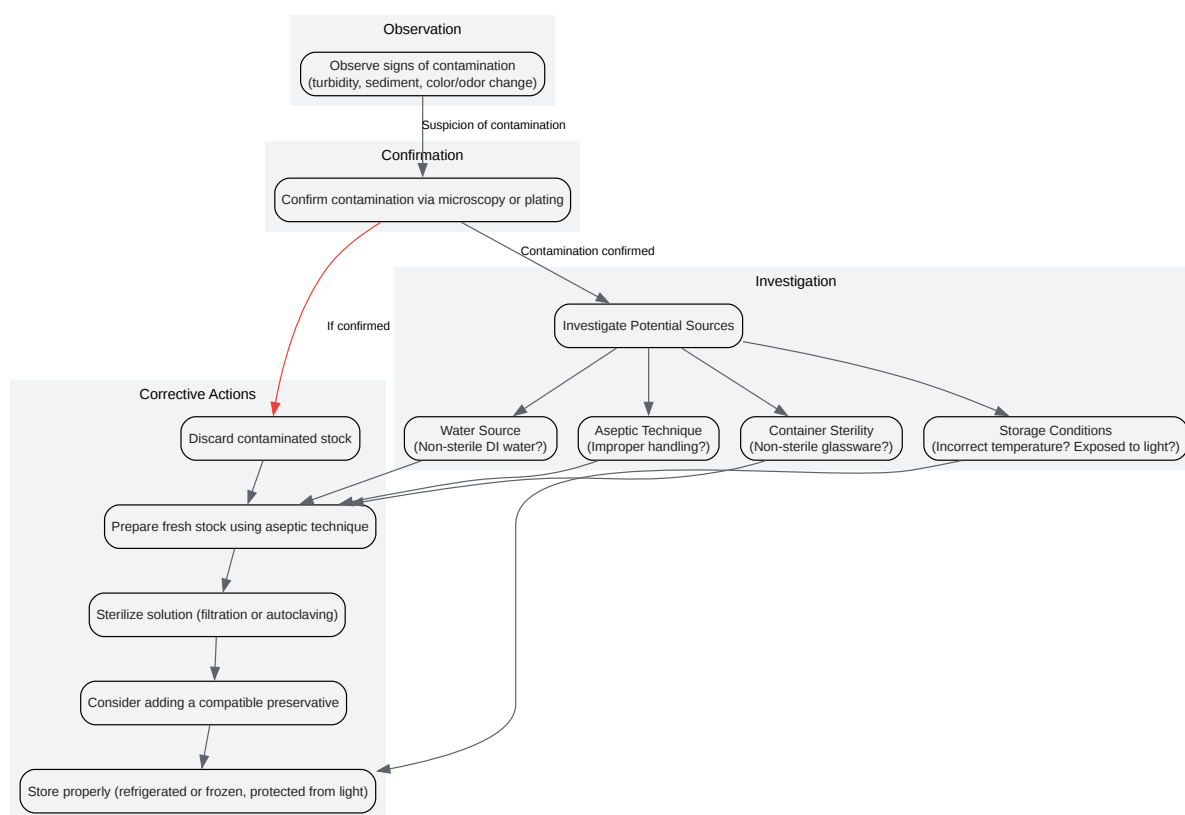 Observation
Observe signs of contamination
(turbidity, sediment, color/odor change)
Suspicion of contamination
Confirmation
Confirm contamination via microscopy or plating
Contamination confirmed
Investigation
Investigate Potential Sources
If confirmed
Corrective Actions
Discard contaminated stock
Water Source
(Non-sterile DI water?)
Aseptic Technique
(Improper handling?)
Container Sterility
(Non-sterile glassware?)
Storage Conditions
(Incorrect temperature? Exposed to light?)
Prepare fresh stock using aseptic technique
Sterilize solution (filtration or autoclaving)
Consider adding a compatible preservative
Store properly (refrigerated or frozen, protected from light)